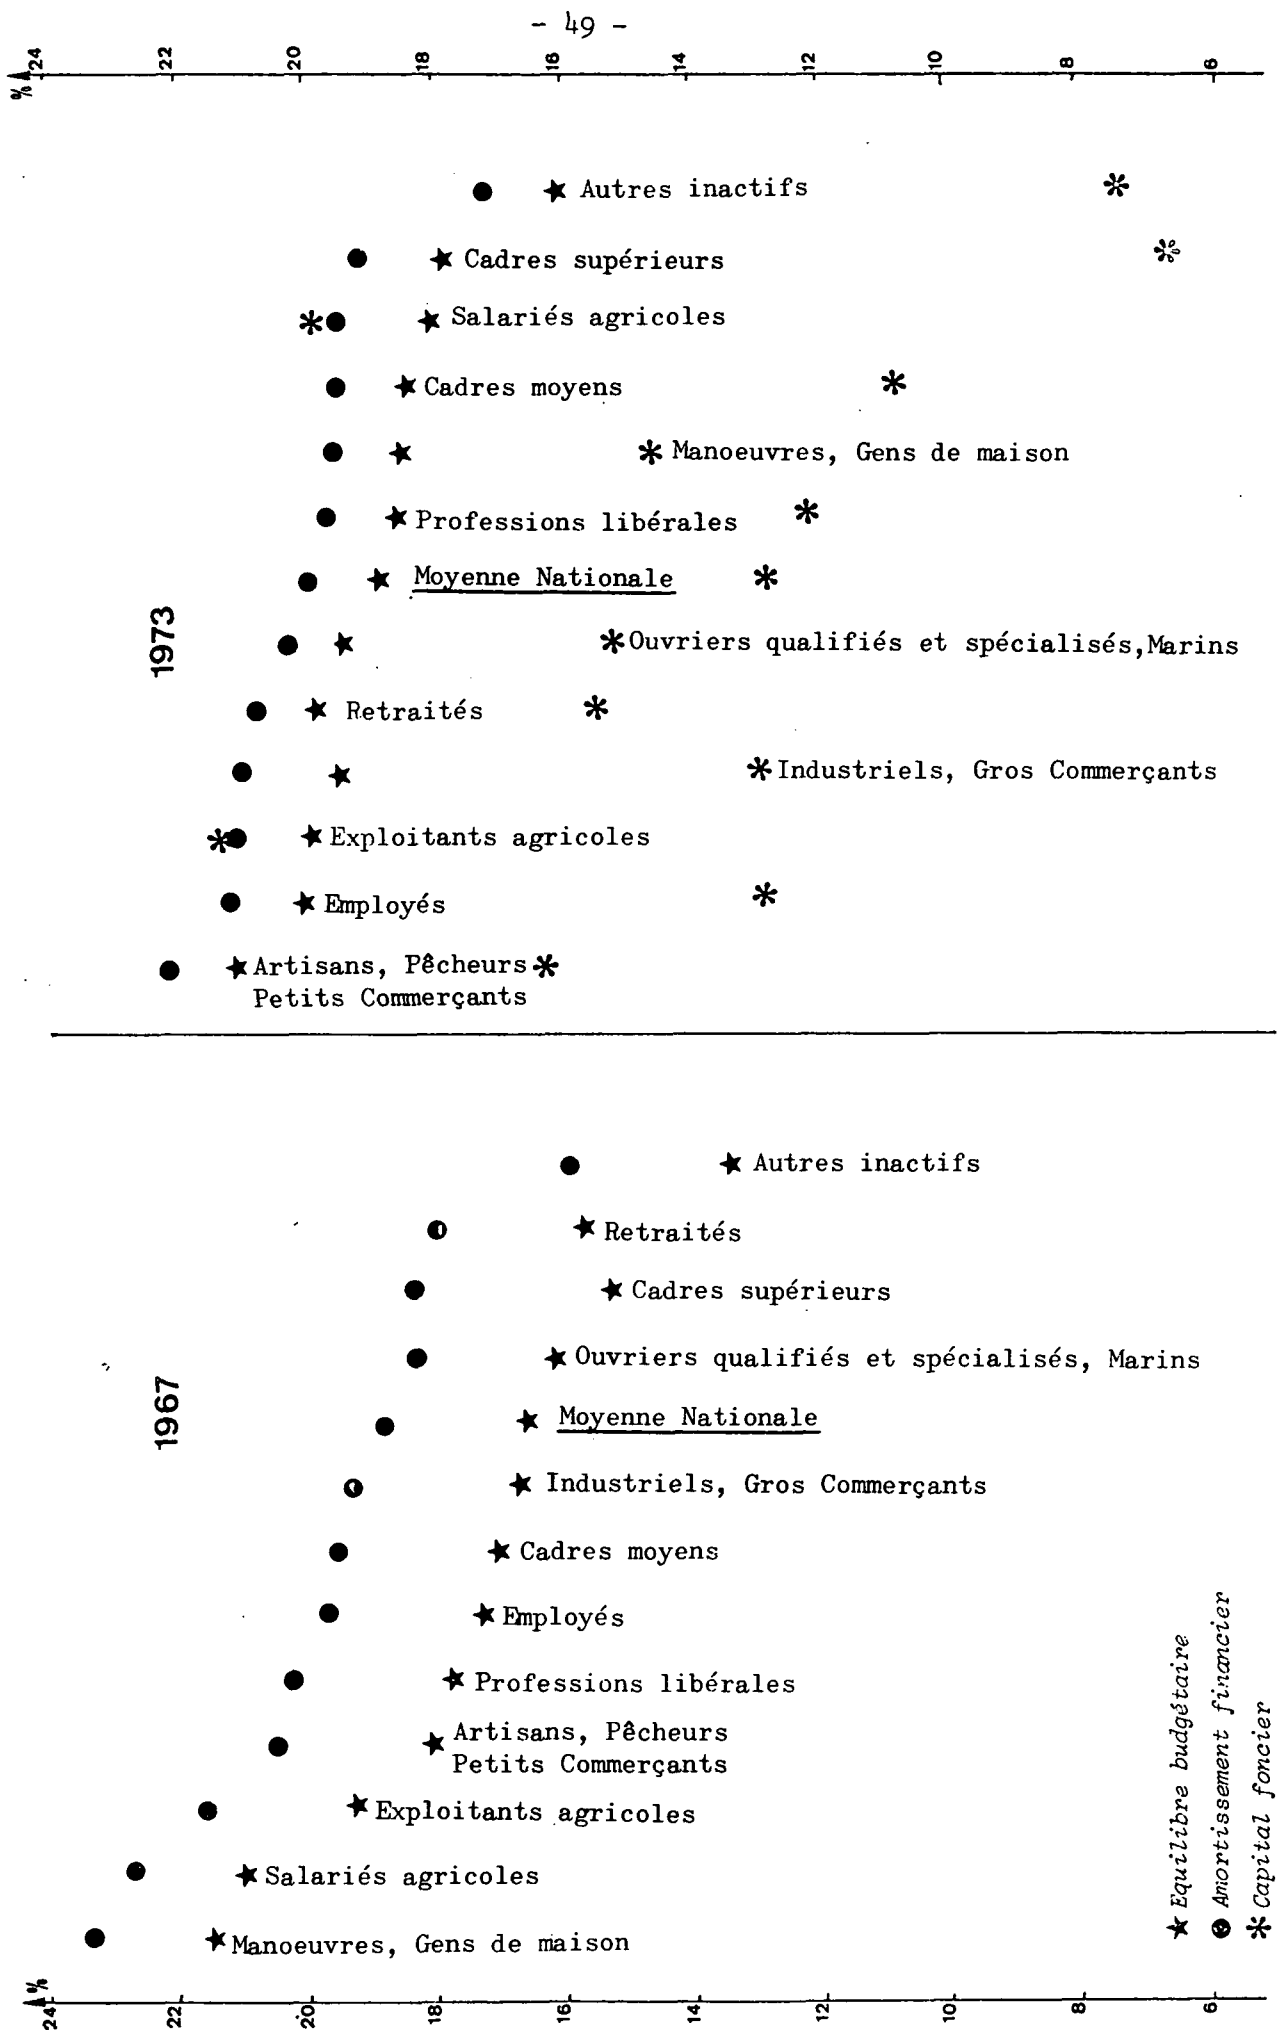 - 49 -
% 24 22 20 18 16 14 12 10 8 6
Autres inactifs
Cadres supérieurs
Salariés agricoles
Cadres moyens
Manoeuvres, Gens de maison
Professions libérales
Moyenne Nationale
1973
Ouvriers qualifiés et spécialisés, Marins
Retraités
Industriels, Gros Commerçants
Exploitants agricoles
Employés
Artisans, Pêcheurs
Petits Commerçants
Autres inactifs
Retraités
Cadres supérieurs
Ouvriers qualifiés et spécialisés, Marins
1967
Moyenne Nationale
Industriels, Gros Commerçants
Cadres moyens
Employés
Professions libérales
Artisans, Pêcheurs
Petits Commerçants
Exploitants agricoles
Salariés agricoles
Manoeuvres, Gens de maison
Equilibre budgétaire
Amortissement financier
Capital foncier
% 24 22 20 18 16 14 12 10 8 6